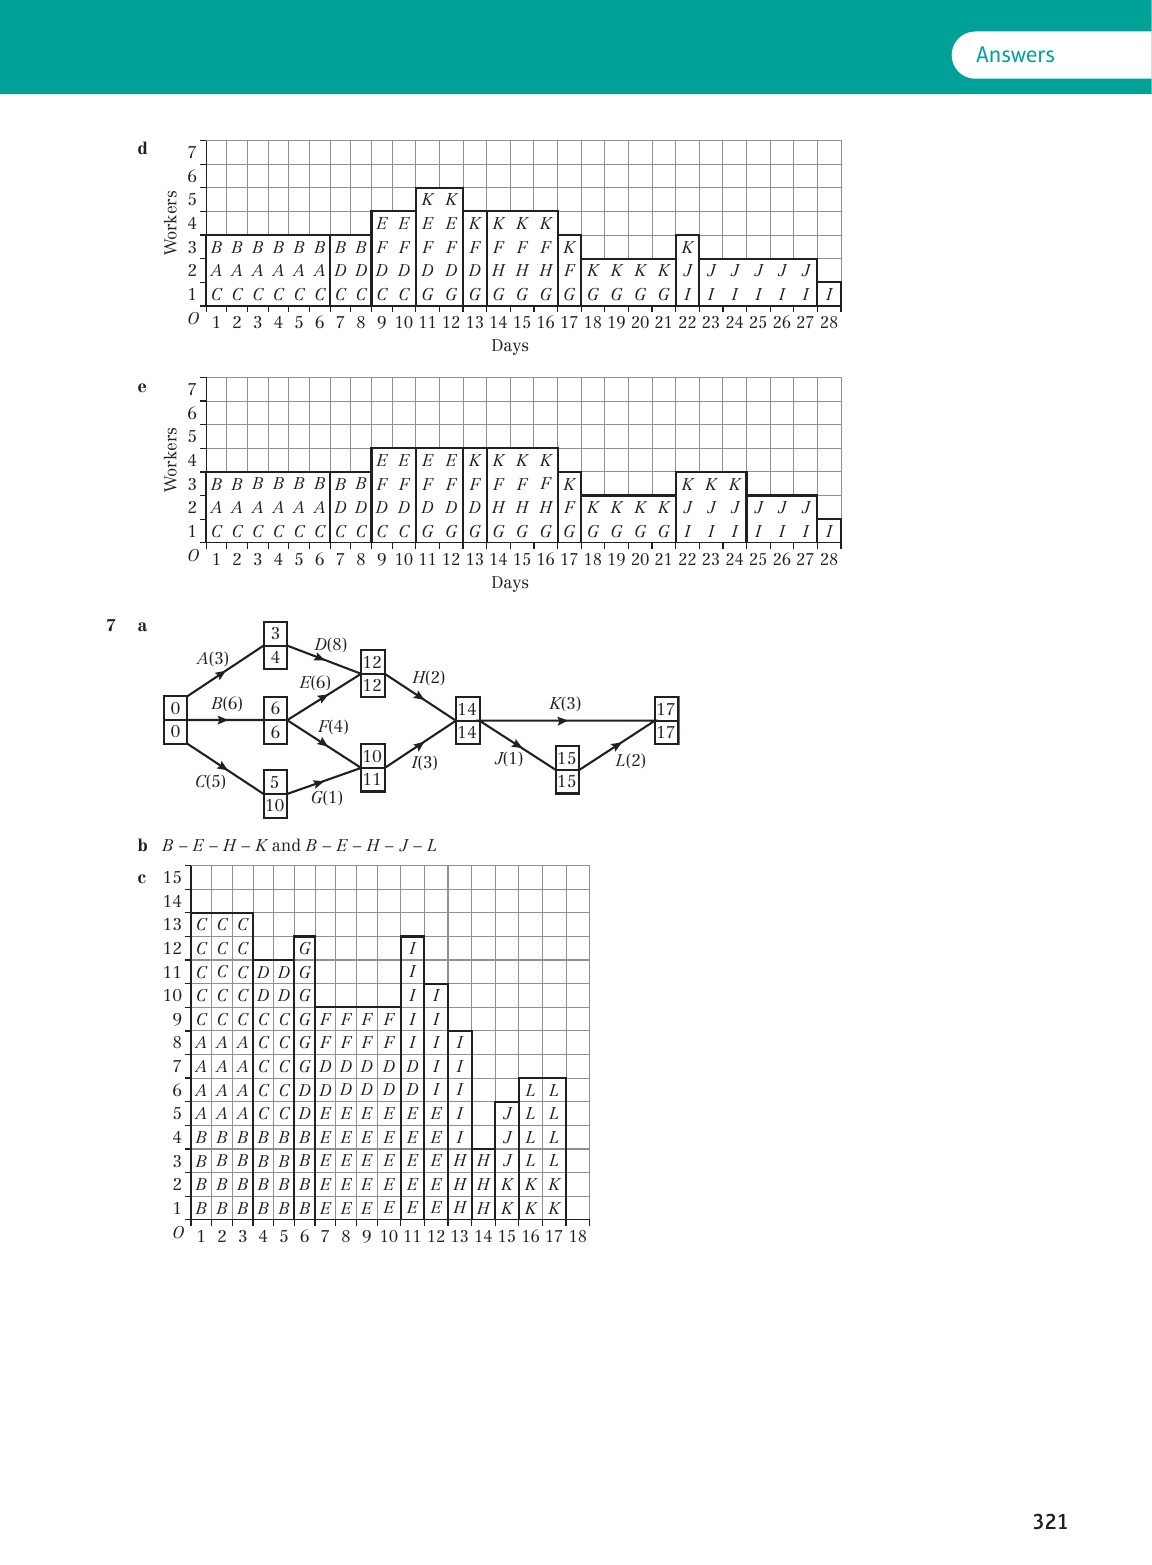 Answers
d
Workers
7
6
5 K K
4 E E E E K K K K
3 B B B B B B B B F F F F F F F F K K
2 A A A A A A D D D D D D D H H H F K K K K J J J J J J
1 C C C C C C C C C C G G G G G G G G G G G I I I I I I I
O 1 2 3 4 5 6 7 8 9 10 11 12 13 14 15 16 17 18 19 20 21 22 23 24 25 26 27 28
Days
e
Workers
7
6
5
4 E E E E K K K K
3 B B B B B B B B F F F F F F F F K K K K
2 A A A A A A D D D D D D D H H H F K K K K J J J J J J
1 C C C C C C C C C C G G G G G G G G G G G I I I I I I I
O 1 2 3 4 5 6 7 8 9 10 11 12 13 14 15 16 17 18 19 20 21 22 23 24 25 26 27 28
Days
7 a
3
4
A(3)
D(8)
12
12
E(6)
H(2)
0
0
B(6)
6
6
F(4)
14
14
K(3)
17
17
10
11
I(3)
J(1)
15
15
L(2)
C(5)
5
10
G(1)
b B – E – H – K and B – E – H – J – L
c
15
14
13 C C C
12 C C C G I
11 C C C D D G I
10 C C C D D G I I
9 C C C C C G F F F F I I
8 A A A C C G F F F F I I I
7 A A A C C G D D D D D I I
6 A A A C C D D D D D D I I L L
5 A A A C C D E E E E E E I J L L
4 B B B B B B E E E E E E I J L L
3 B B B B B B E E E E E E H H J L L
2 B B B B B B E E E E E E H H K K K
1 B B B B B B E E E E E E H H K K K
O 1 2 3 4 5 6 7 8 9 10 11 12 13 14 15 16 17 18
321